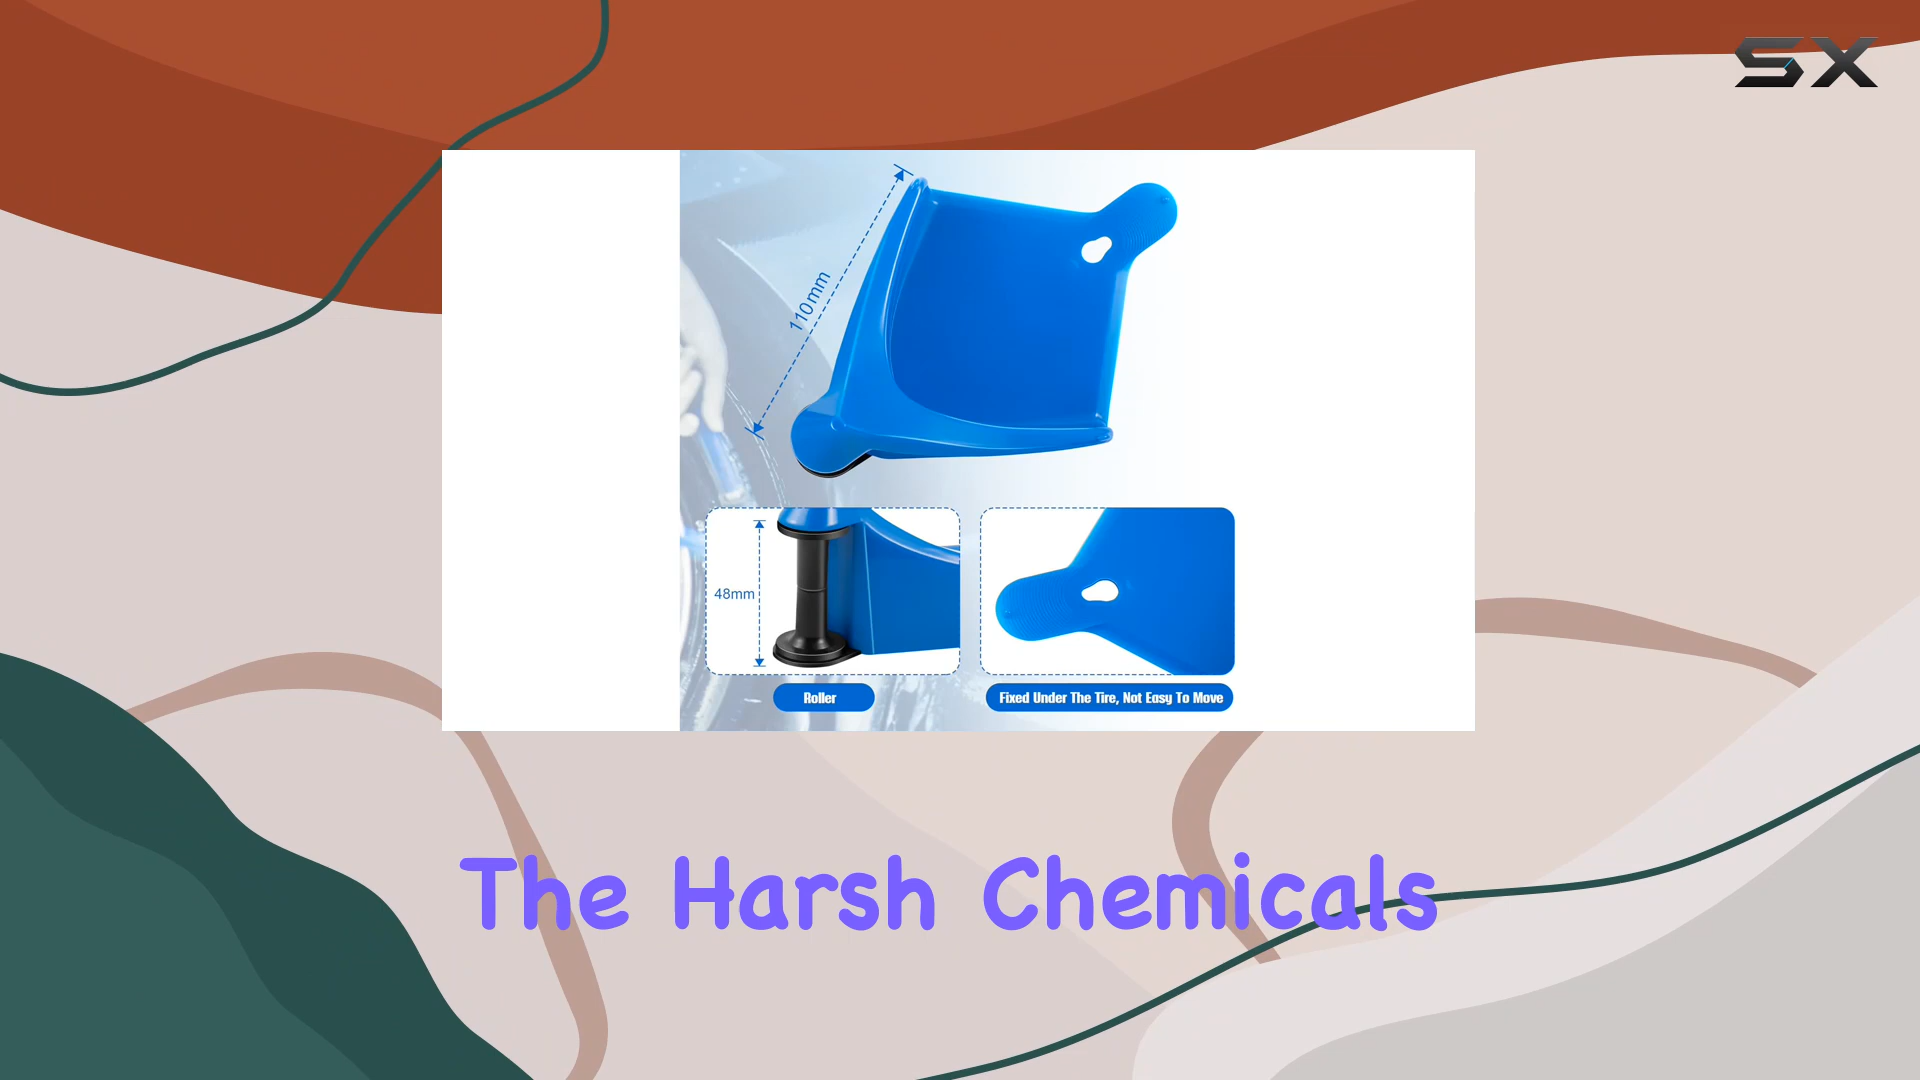 SX
110mm
48mm
Roller
Fixed Under The Tire, Not Easy To Move
The Harsh Chemicals